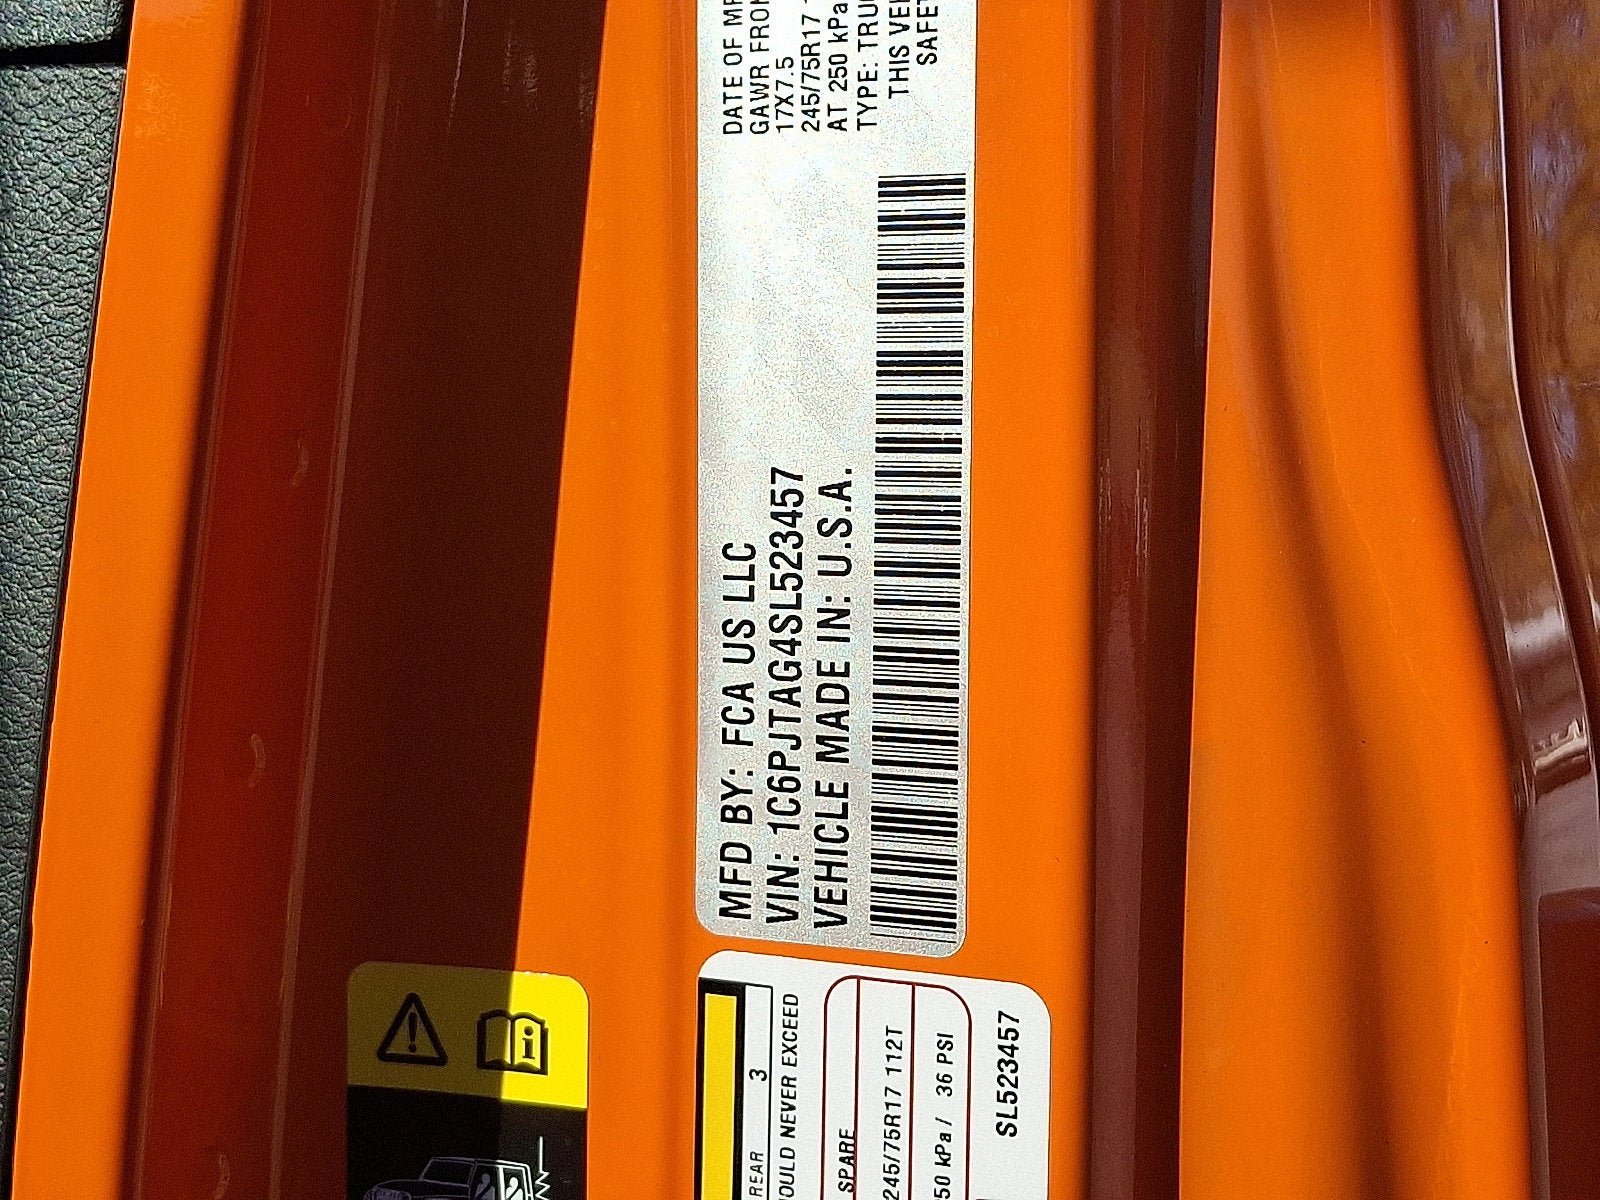 MFD BY: FCA US LLC
VIN: 1C6PJTAG4SL523457
VEHICLE MADE IN: U.S.A.
DATE OF
GAWR FRON
17X7.5
245/75R17
AT 250 kPa
TYPE: TRU
THIS VE
SAFE
i
REAR 3
OULD NEVER EXCEED
SPARE
245/75R17 112T
50 kPa / 36 PSI
SL523457